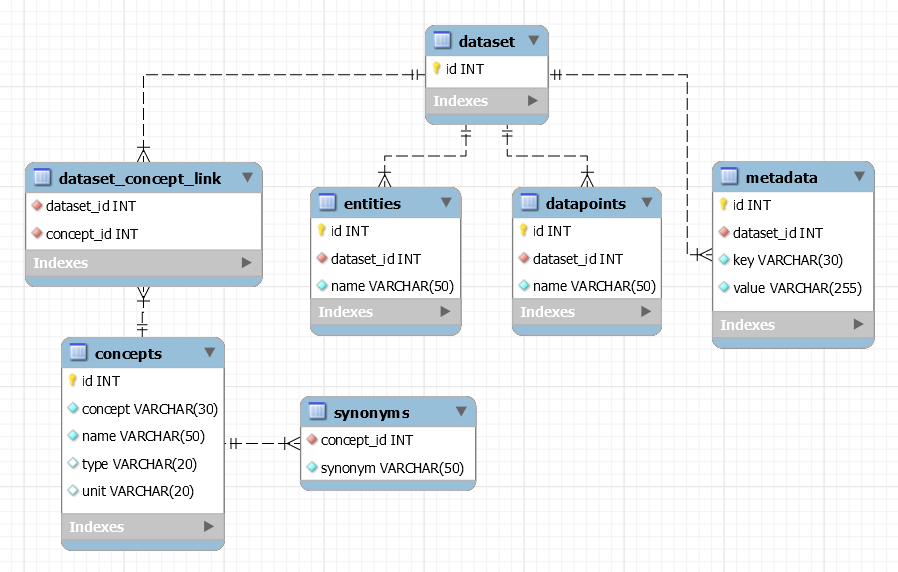 dataset
id INT
Indexes
dataset_concept_link
dataset_id INT
concept_id INT
Indexes
entities
id INT
dataset_id INT
name VARCHAR(50)
Indexes
datapoints
id INT
dataset_id INT
name VARCHAR(50)
Indexes
metadata
id INT
dataset_id INT
key VARCHAR(30)
value VARCHAR(255)
Indexes
concepts
id INT
concept VARCHAR(30)
name VARCHAR(50)
type VARCHAR(20)
unit VARCHAR(20)
Indexes
synonyms
concept_id INT
synonym VARCHAR(50)